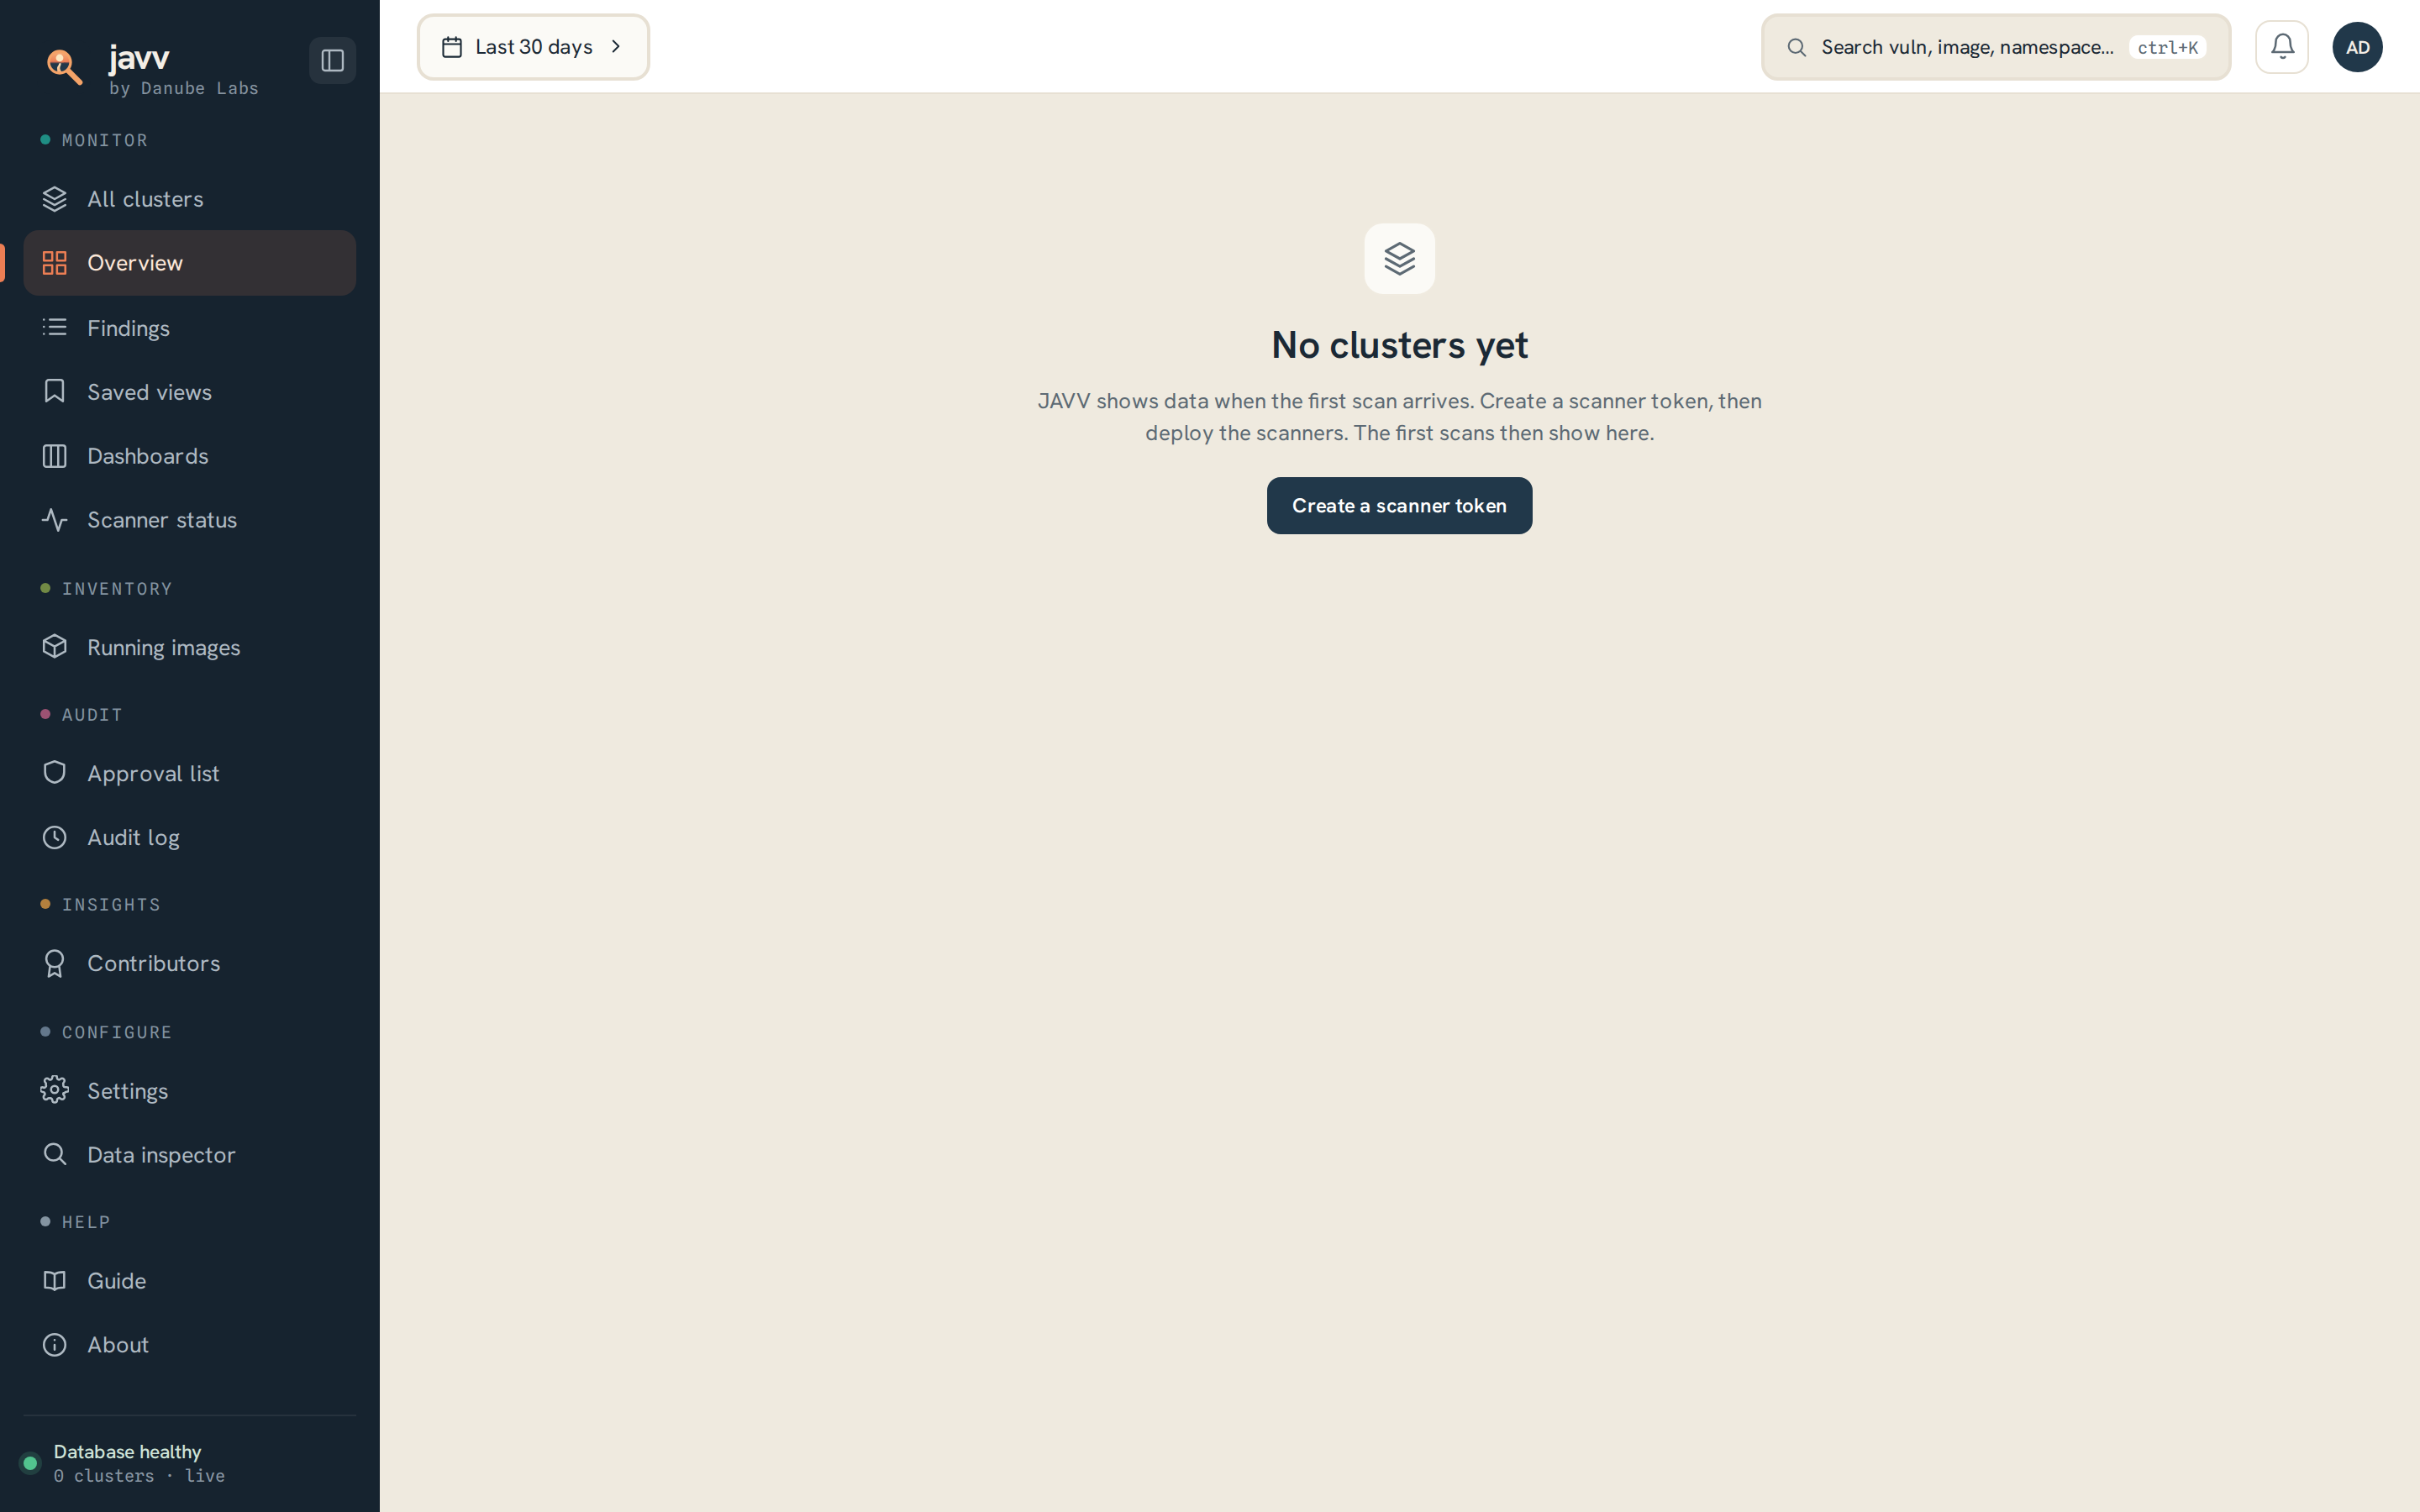 javv
by Danube Labs
MONITOR
All clusters
Overview
Findings
Saved views
Dashboards
Scanner status
INVENTORY
Running images
AUDIT
Approval list
Audit log
INSIGHTS
Contributors
CONFIGURE
Settings
Data inspector
HELP
Guide
About
Database healthy
0 clusters · live
Last 30 days
Search vuln, image, namespace... ctrl+K
AD
No clusters yet
JAVV shows data when the first scan arrives. Create a scanner token, then
deploy the scanners. The first scans then show here.
Create a scanner token